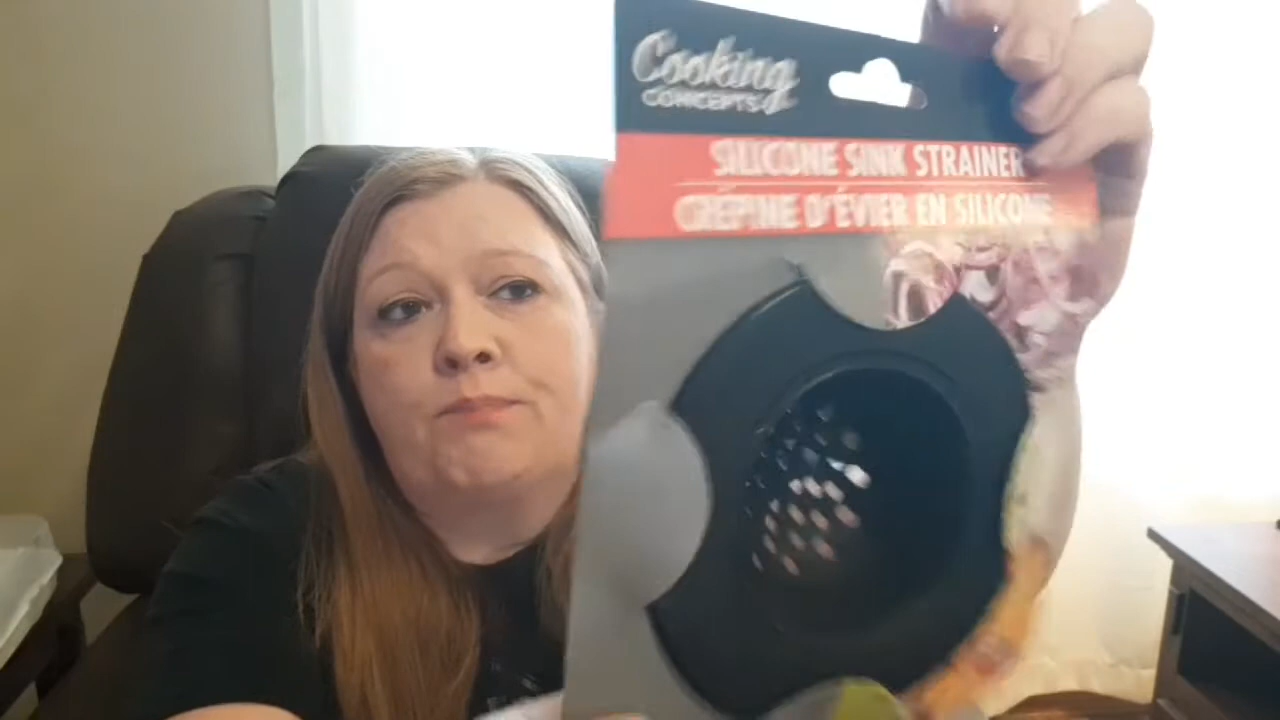 Cooking
CONCEPTS
SILICONE SINK STRAINER
CRÉPINE D'ÉVIER EN SILICONE